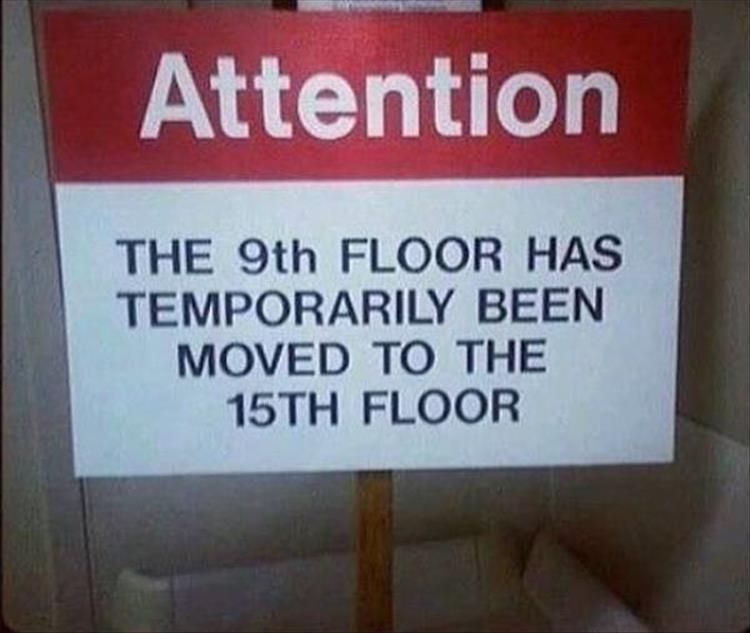 Attention
THE 9th FLOOR HAS
TEMPORARILY BEEN
MOVED TO THE
15TH FLOOR